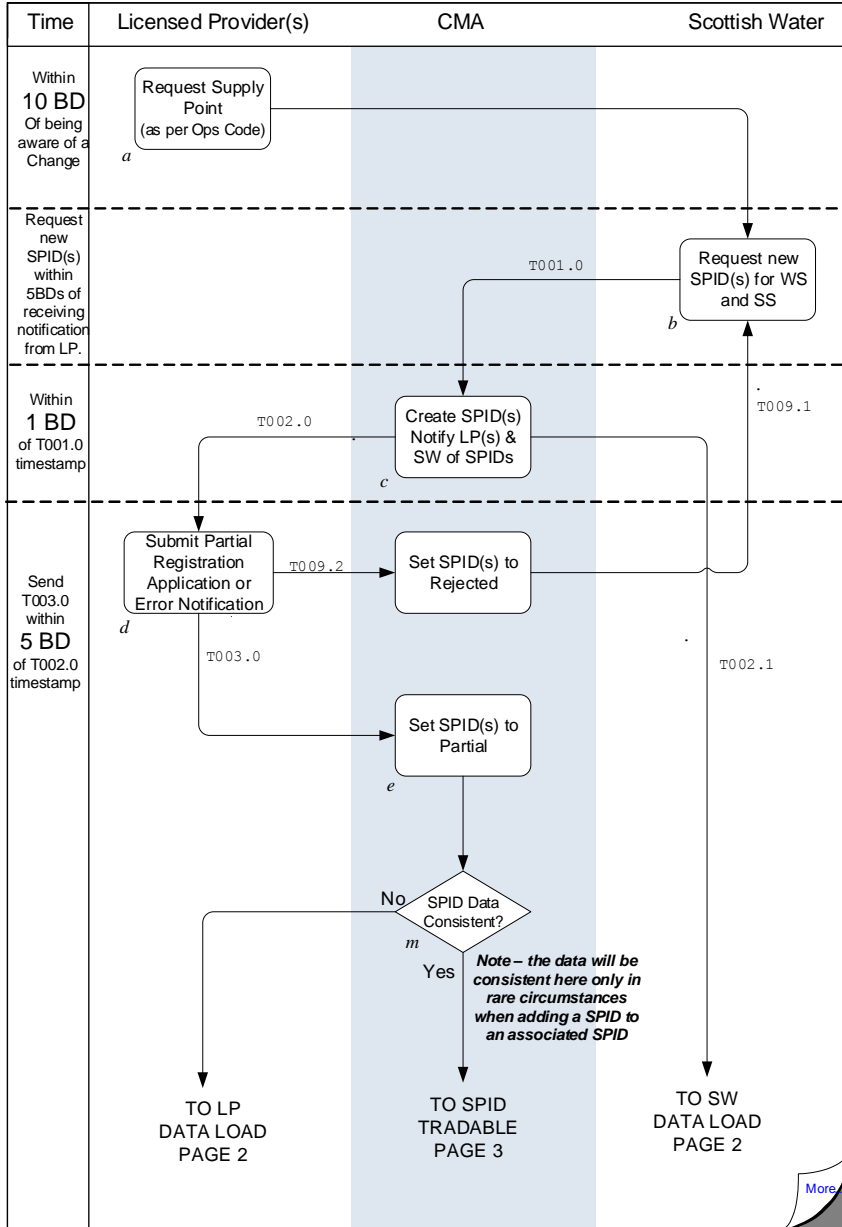 Time
Licensed Provider(s)
CMA
Scottish Water
Within
10 BD
Of being
aware of a
Change
Request Supply
Point
(as per Ops Code)
a
Request
new
SPID(s)
within
5BDs of
receiving
notification
from LP.
Request new
SPID(s) for WS
and SS
b
T001.0
Within
1 BD
of T001.0
timestamp
T002.0
Create SPID(s)
Notify LP(s) &
SW of SPIDs
c
T009.1
Send
T003.0
within
5 BD
of T002.0
timestamp
Submit Partial
Registration
Application or
Error Notification
d
T009.2
Set SPID(s) to
Rejected
T003.0
T002.1
Set SPID(s) to
Partial
e
No
SPID Data
Consistent?
m
Yes
Note – the data will be
consistent here only in
rare circumstances
when adding a SPID to
an associated SPID
TO LP
DATA LOAD
PAGE 2
TO SPID
TRADABLE
PAGE 3
TO SW
DATA LOAD
PAGE 2